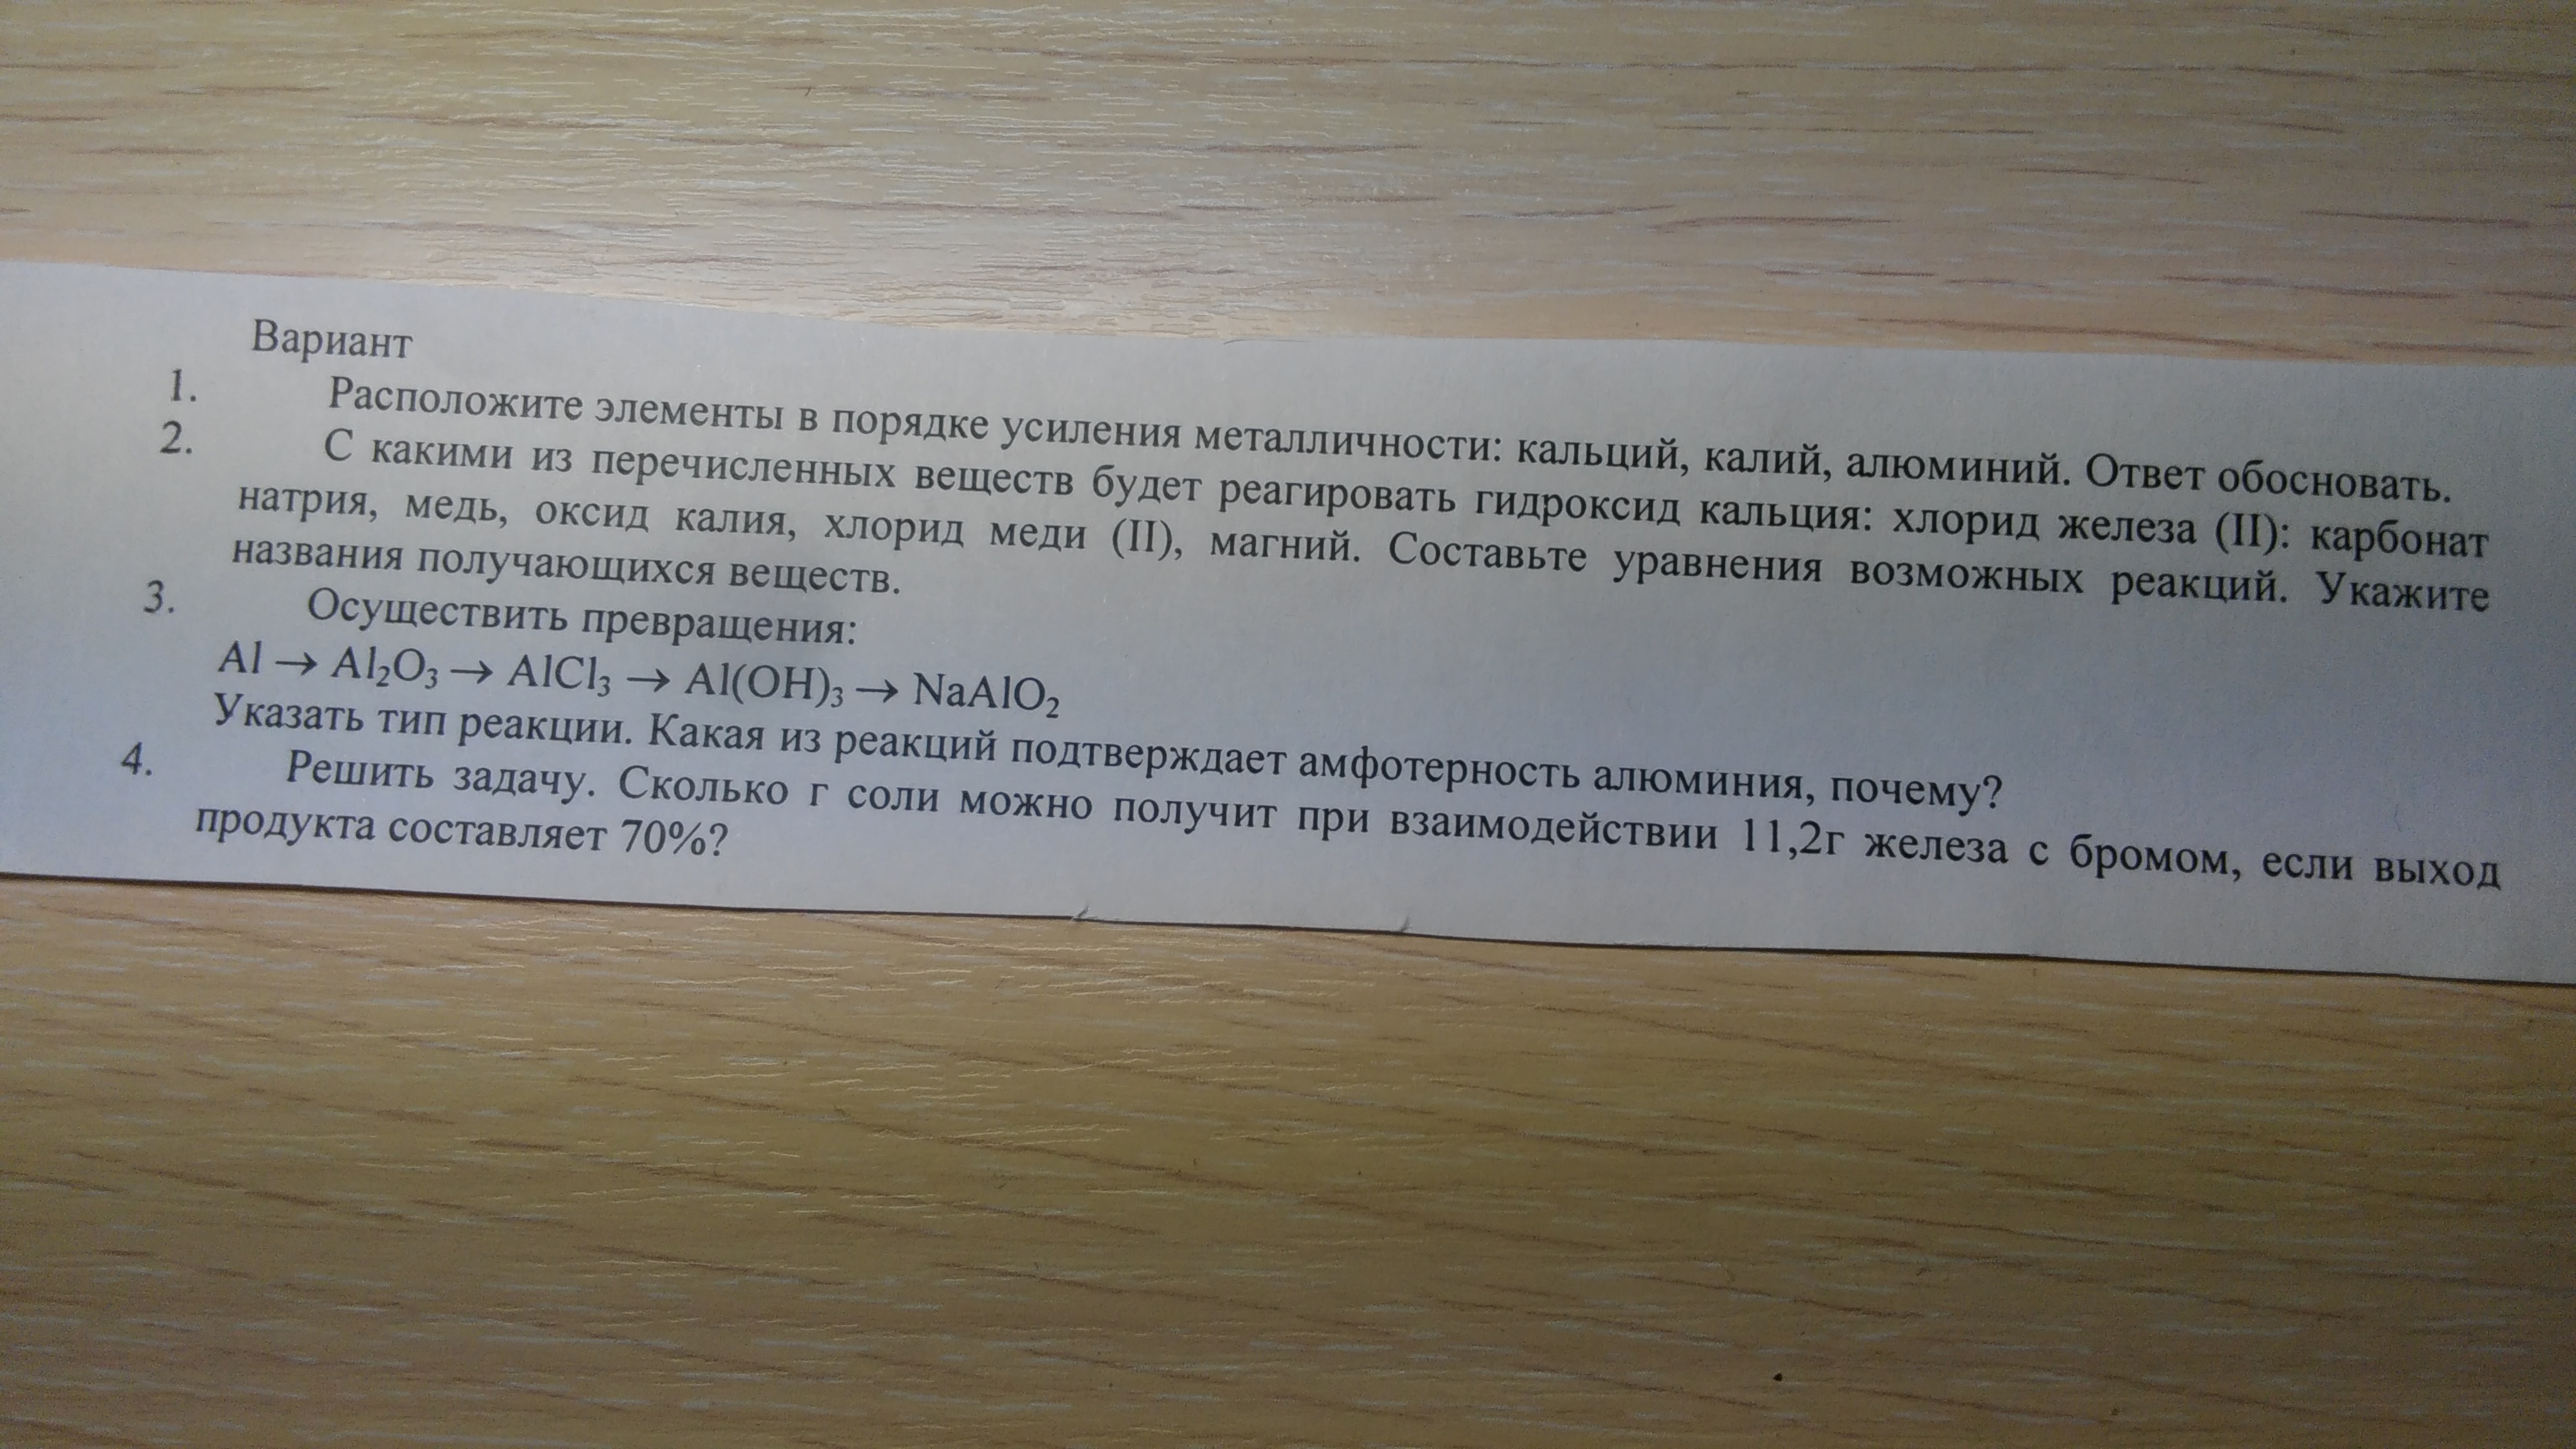 Вариант
1. Расположите элементы в порядке усиления металличности: кальций, калий, алюминий. Ответ обосновать.
2. С какими из перечисленных веществ будет реагировать гидроксид кальция: хлорид железа (II): карбонат
натрия, медь, оксид калия, хлорид меди (II), магний. Составьте уравнения возможных реакций. Укажите
названия получающихся веществ.
3. Осуществить превращения:
Al → Al₂O₃ → AlCl₃ → Al(OH)₃ → NaAlO₂
Указать тип реакции. Какая из реакций подтверждает амфотерность алюминия, почему?
4. Решить задачу. Сколько г соли можно получит при взаимодействии 11,2г железа с бромом, если выход
продукта составляет 70%?